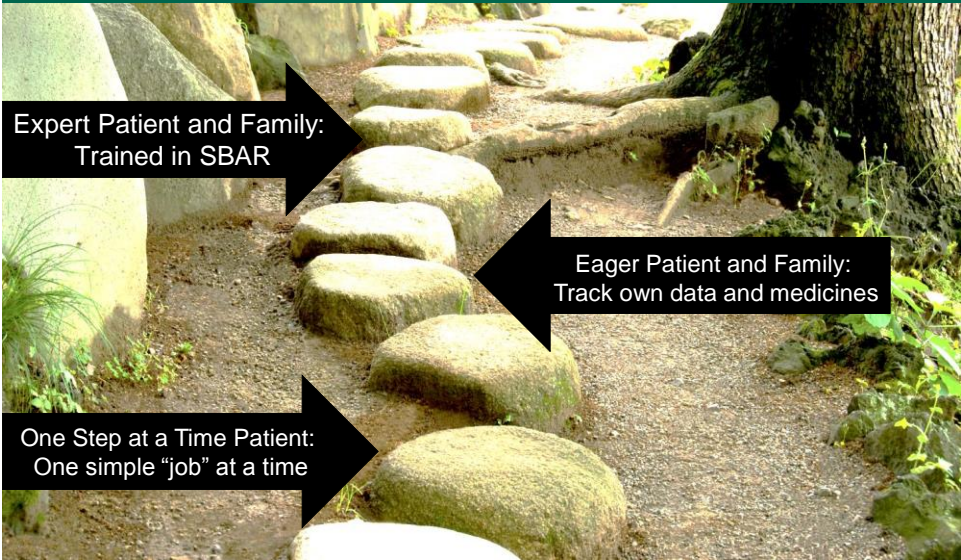 Expert Patient and Family:
Trained in SBAR
Eager Patient and Family:
Track own data and medicines
One Step at a Time Patient:
One simple “job” at a time